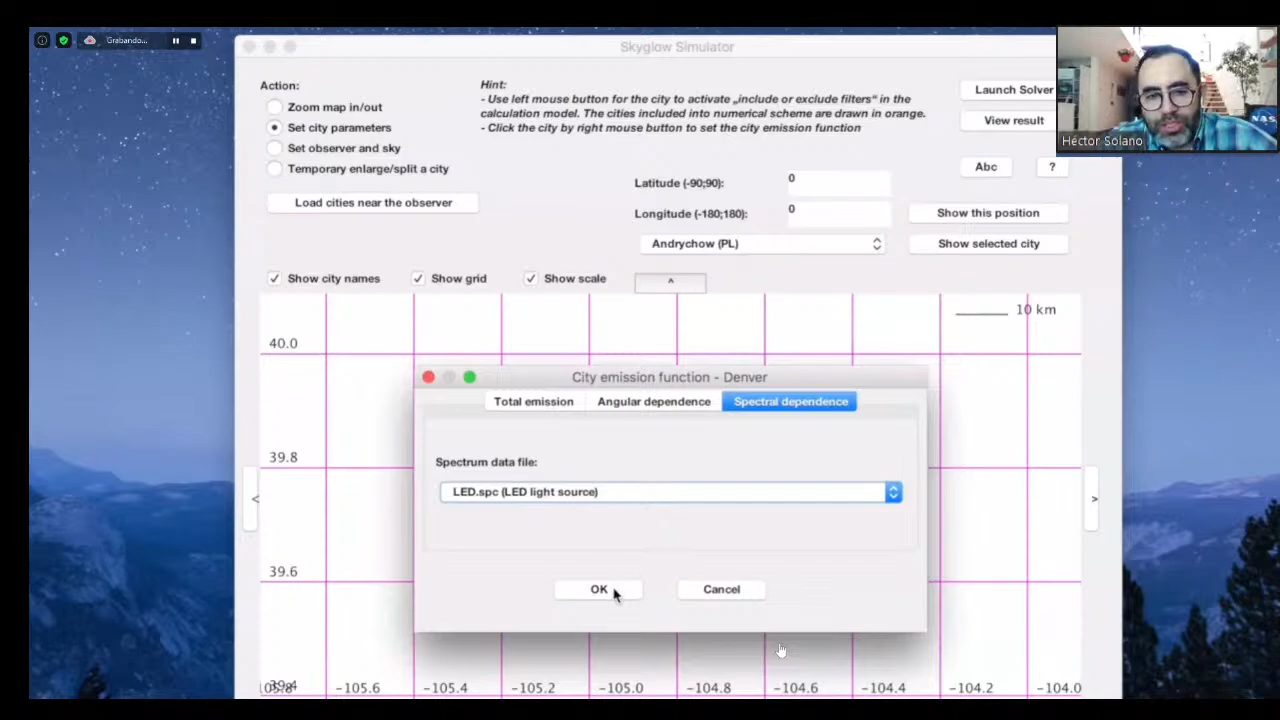 Grabando...
Skyglow Simulator
Action:
Zoom map in/out
Set city parameters
Set observer and sky
Temporary enlarge/split a city
Load cities near the observer
Hint:
- Use left mouse button for the city to activate „include or exclude filters" in the
calculation model. The cities included into numerical scheme are drawn in orange.
- Click the city by right mouse button to set the city emission function
Launch Solver
View result
Abc
?
Héctor Solano
Latitude (-90;90):
0
Longitude (-180;180):
0
Show this position
Andrychow (PL)
Show selected city
Show city names
Show grid
Show scale
^
10 km
40.0
39.8
39.6
39.4
<
>
City emission function - Denver
Total emission
Angular dependence
Spectral dependence
Spectrum data file:
LED.spc (LED light source)
OK
Cancel
-105.6
-105.4
-105.2
-105.0
-104.8
-104.6
-104.4
-104.2
-104.0